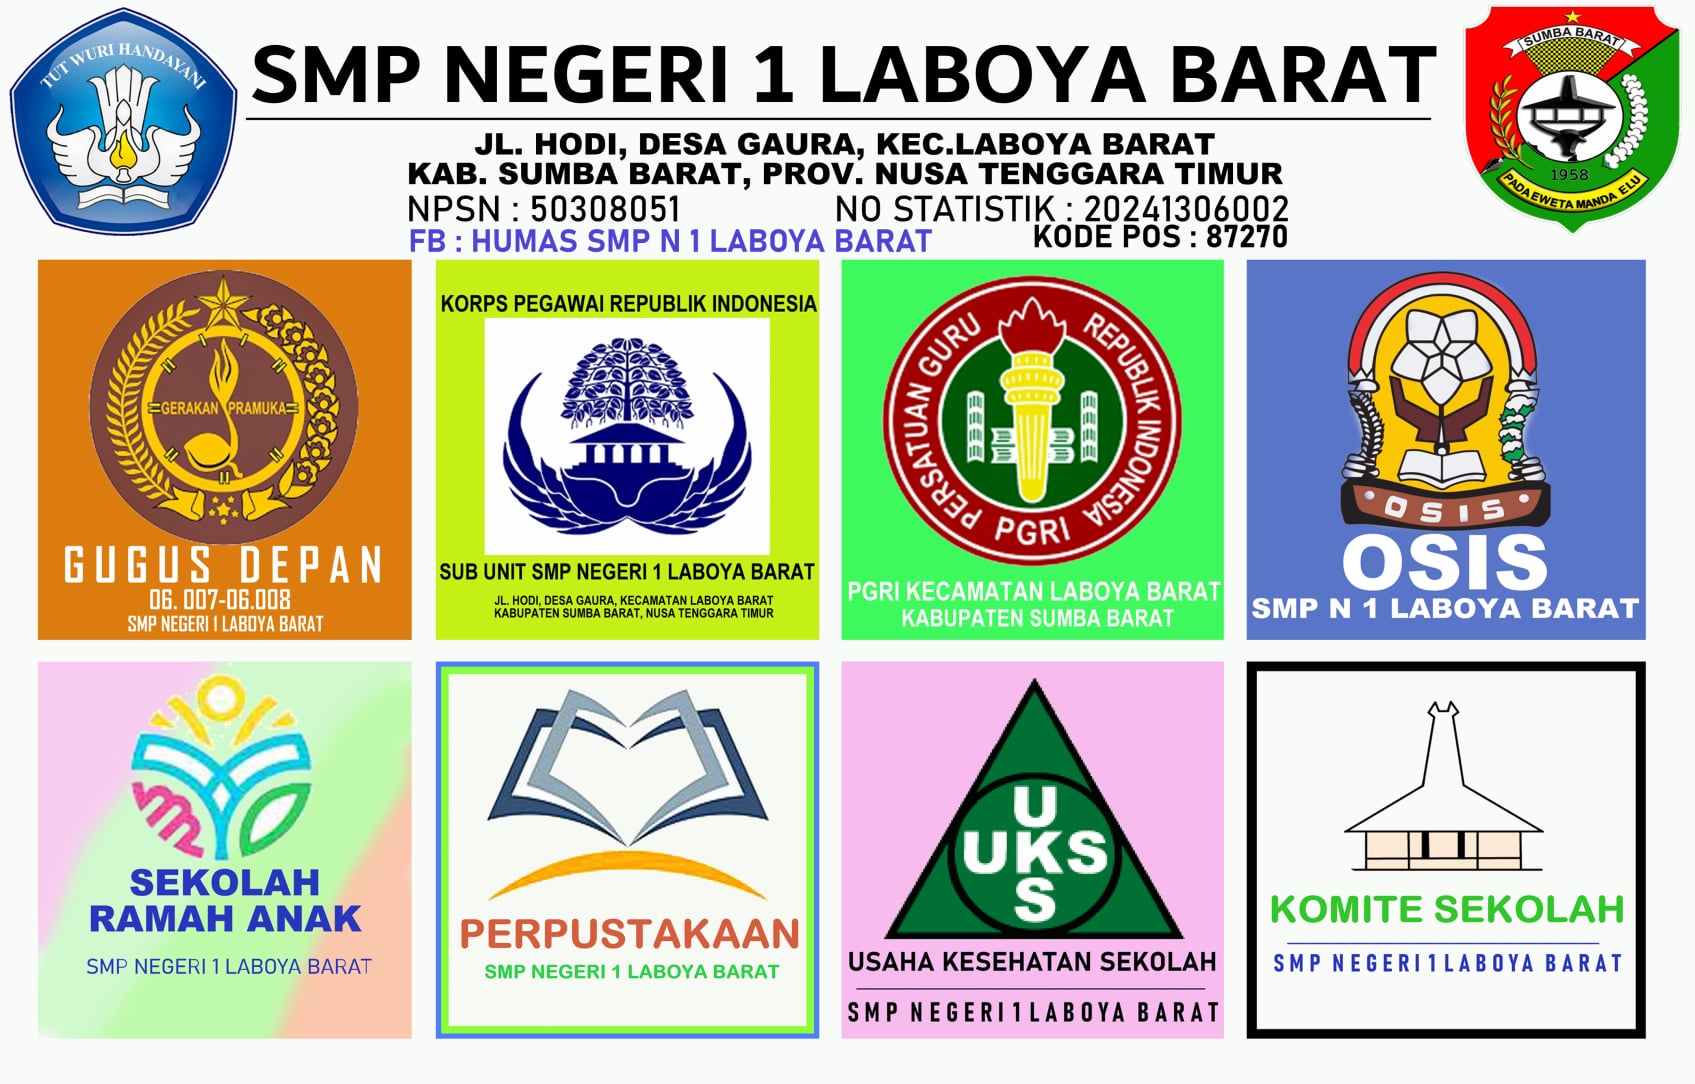 TUT WURI HANDAYANI
SMP NEGERI 1 LABOYA BARAT
SUMBA BARAT
1958
PADA EWETA MANDA ELU
JL. HODI, DESA GAURA, KEC.LABOYA BARAT
KAB. SUMBA BARAT, PROV. NUSA TENGGARA TIMUR
NPSN : 50308051 NO STATISTIK : 20241306002
FB : HUMAS SMP N 1 LABOYA BARAT KODE POS : 87270
GERAKAN PRAMUKA
GUGUS DEPAN
06. 007-06.008
SMP NEGERI 1 LABOYA BARAT
KORPS PEGAWAI REPUBLIK INDONESIA
SUB UNIT SMP NEGERI 1 LABOYA BARAT
JL. HODI, DESA GAURA, KECAMATAN LABOYA BARAT
KABUPATEN SUMBA BARAT, NUSA TENGGARA TIMUR
PERSATUAN GURU REPUBLIK INDONESIA
PGRI
PGRI KECAMATAN LABOYA BARAT
KABUPATEN SUMBA BARAT
OSIS
OSIS
SMP N 1 LABOYA BARAT
SEKOLAH
RAMAH ANAK
SMP NEGERI 1 LABOYA BARAT
PERPUSTAKAAN
SMP NEGERI 1 LABOYA BARAT
U
UKS
S
USAHA KESEHATAN SEKOLAH
SMP NEGERI 1 LABOYA BARAT
KOMITE SEKOLAH
SMP NEGERI 1 LABOYA BARAT